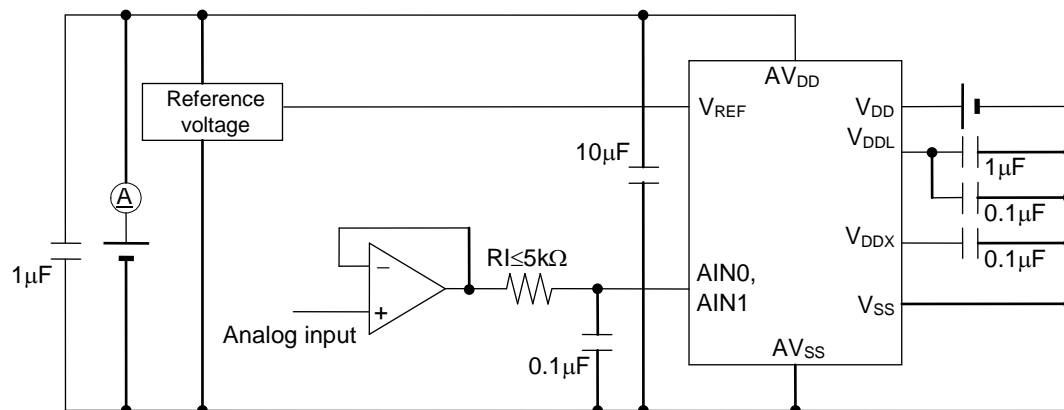 AVDD
Reference
voltage
VREF
VDD
VDDL
10μF
1μF
A
0.1μF
VDDX
0.1μF
1μF
−
RI≤5kΩ
AIN0,
AIN1
+
VSS
Analog input
0.1μF
AVSS